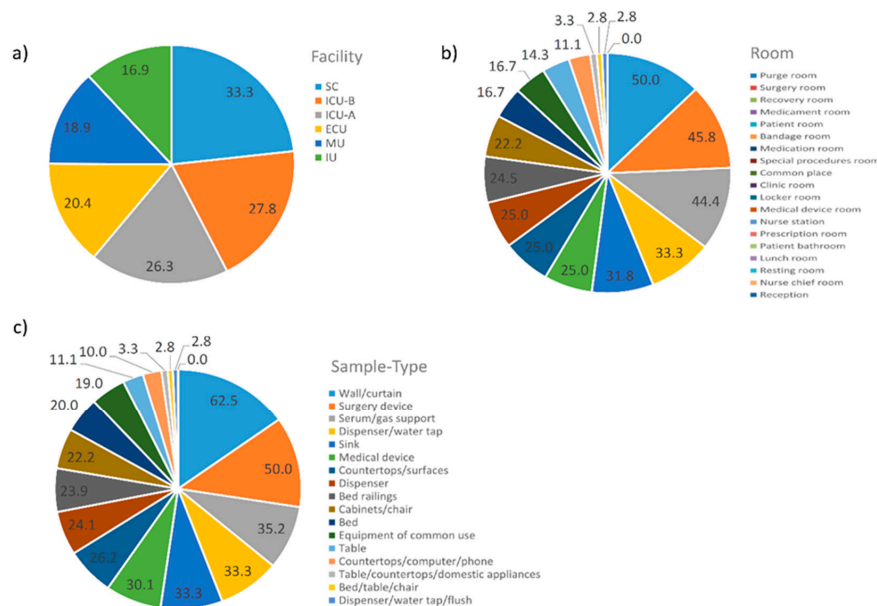 a)
Facility
33.3
27.8
26.3
20.4
18.9
16.9
SC
ICU-B
ICU-A
ECU
MU
IU
b)
Room
50.0
45.8
44.4
33.3
31.8
25.0
25.0
25.0
24.5
22.2
16.7
16.7
14.3
11.1
3.3
2.8
2.8
0.0
Purge room
Surgery room
Recovery room
Medicament room
Patient room
Bandage room
Medication room
Special procedures room
Common place
Clinic room
Locker room
Medical device room
Nurse station
Prescription room
Patient bathroom
Lunch room
Resting room
Nurse chief room
Reception
c)
Sample-Type
62.5
50.0
35.2
33.3
33.3
30.1
26.2
24.1
23.9
22.2
20.0
19.0
11.1
10.0
3.3
2.8
2.8
0.0
Wall/curtain
Surgery device
Serum/gas support
Dispenser/water tap
Sink
Medical device
Countertops/surfaces
Dispenser
Bed railings
Cabinets/chair
Bed
Equipment of common use
Table
Countertops/computer/phone
Table/countertops/domestic appliances
Bed/table/chair
Dispenser/water tap/flush